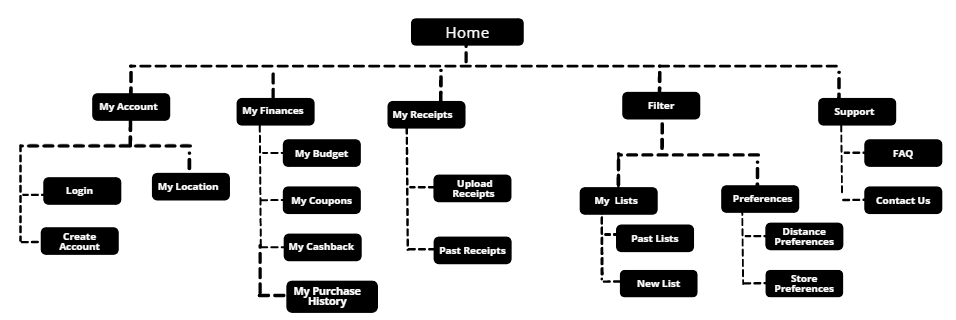 Home
My Account
My Finances
My Receipts
Filter
Support
Login
Create
Account
My Location
My Budget
My Coupons
My Cashback
My Purchase
History
Upload
Receipts
Past Receipts
My Lists
Past Lists
New List
Preferences
Distance
Preferences
Store
Preferences
FAQ
Contact Us